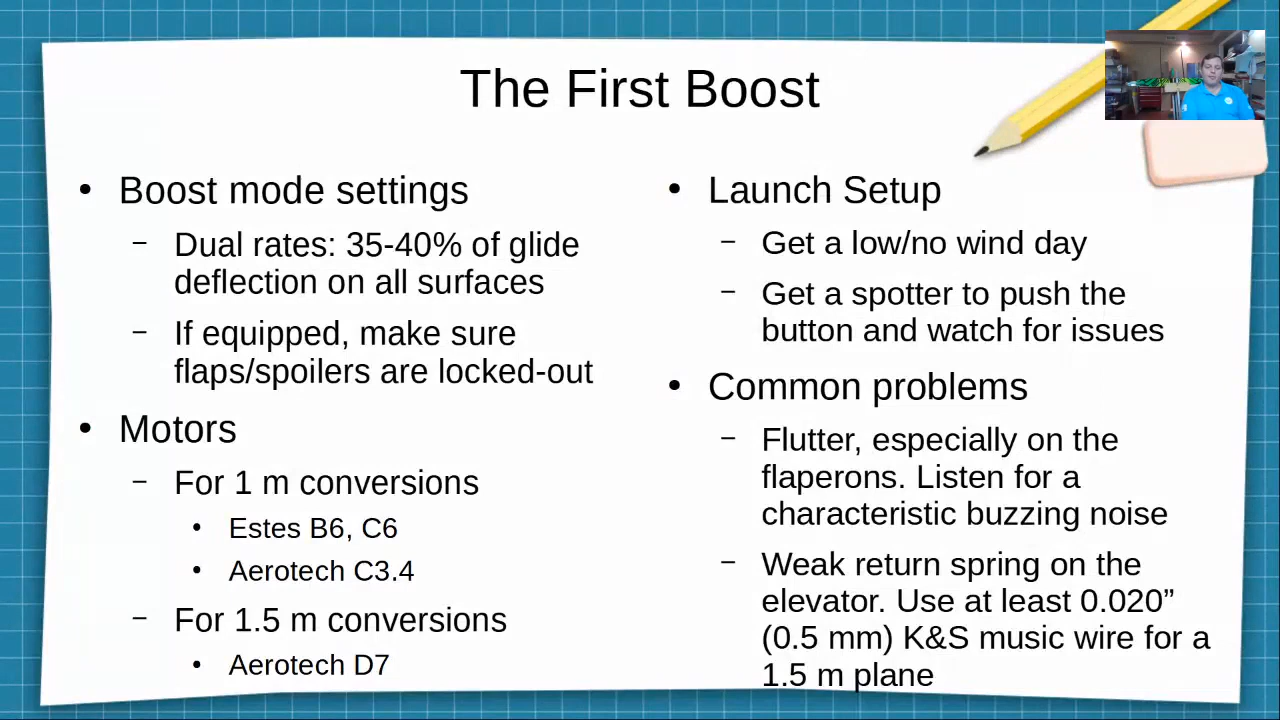 The First Boost
• Boost mode settings
– Dual rates: 35-40% of glide
deflection on all surfaces
– If equipped, make sure
flaps/spoilers are locked-out
• Motors
– For 1 m conversions
• Estes B6, C6
• Aerotech C3.4
– For 1.5 m conversions
• Aerotech D7
• Launch Setup
– Get a low/no wind day
– Get a spotter to push the
button and watch for issues
• Common problems
– Flutter, especially on the
flaperons. Listen for a
characteristic buzzing noise
– Weak return spring on the
elevator. Use at least 0.020”
(0.5 mm) K&S music wire for a
1.5 m plane